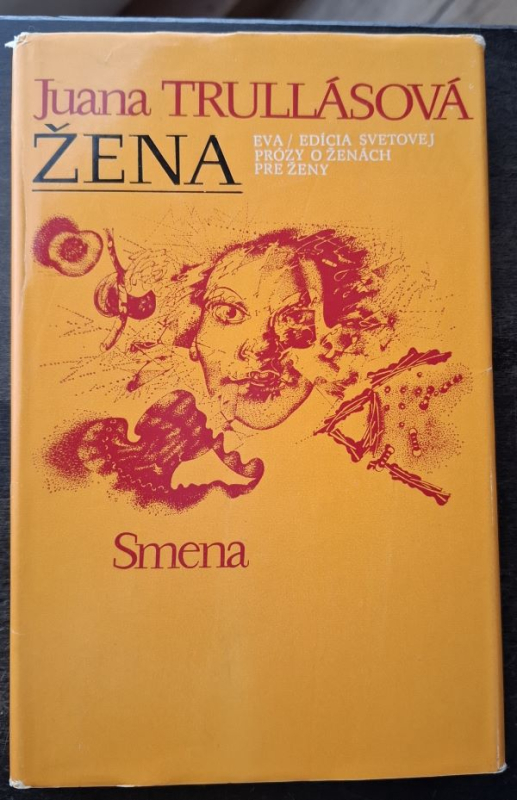 Juana TRULLÁSOVÁ
ŽENA
EVA / EDÍCIA SVETOVEJ
PRÓZY O ŽENÁCH
PRE ŽENY
Smena